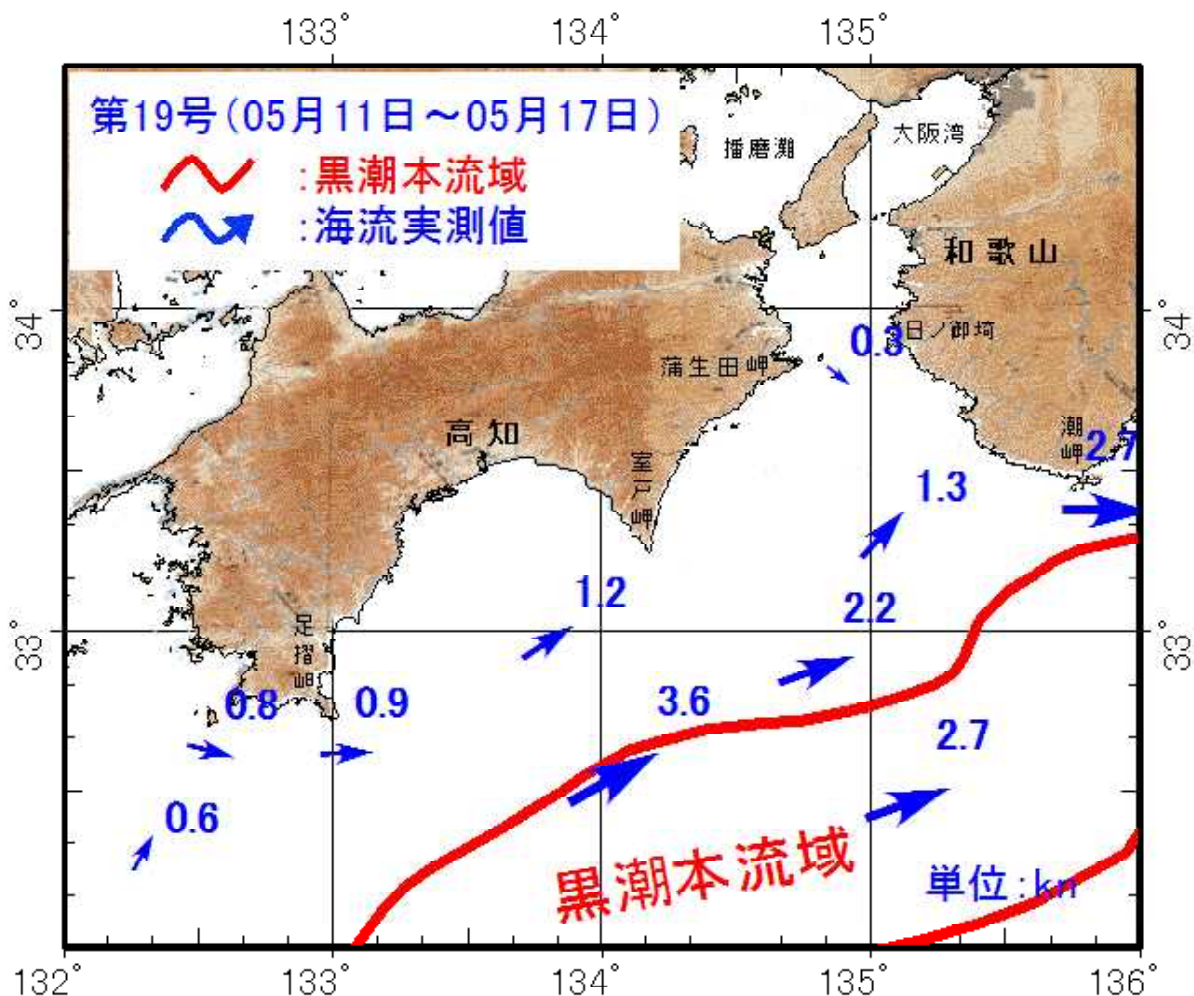 133° 134° 135°
第19号(05月11日~05月17日)
:黒潮本流域
:海流実測値
播磨灘
大阪湾
和歌山
34°
34°
日ノ御埼
0.3
蒲生田岬
高知
潮岬
2.7
室戸岬
1.3
1.2
2.2
33°
33°
足摺岬
0.8
0.9
3.6
2.7
0.6
黒潮本流域
単位:kn
132° 133° 134° 135° 136°